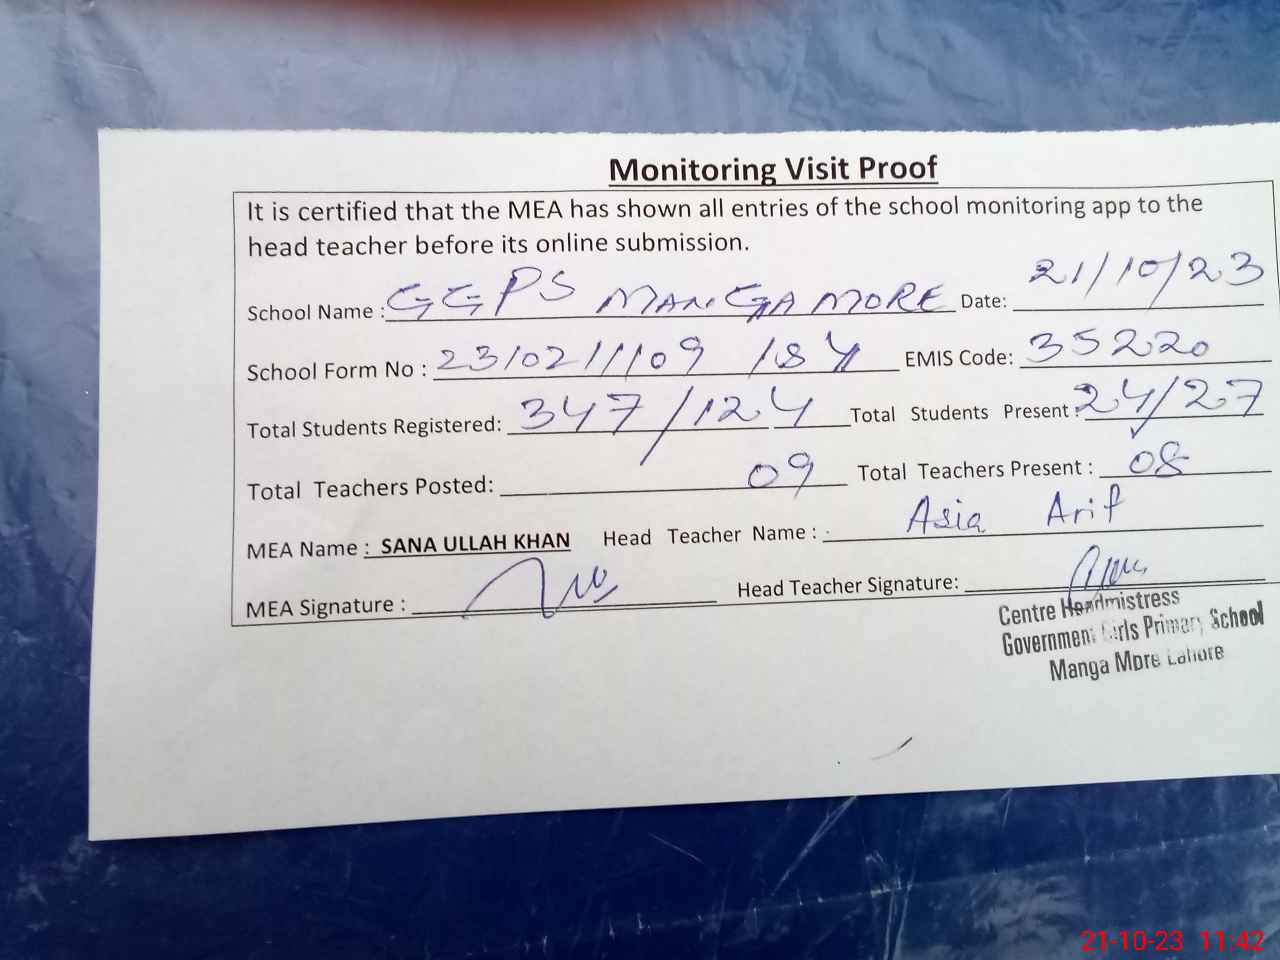 Monitoring Visit Proof
It is certified that the MEA has shown all entries of the school monitoring app to the
head teacher before its online submission.
School Name : GGPS MANGA MORE Date: 21/10/23
School Form No : 23102111109 184 EMIS Code: 35220
Total Students Registered: 347/124 Total Students Present : 24/27
Total Teachers Posted: 09 Total Teachers Present : 08
MEA Name : SANA ULLAH KHAN Head Teacher Name : Asia Arif
MEA Signature : Head Teacher Signature:
Centre Headmistress
Government Girls Primary School
Manga More Lahore
21-10-23 11:42